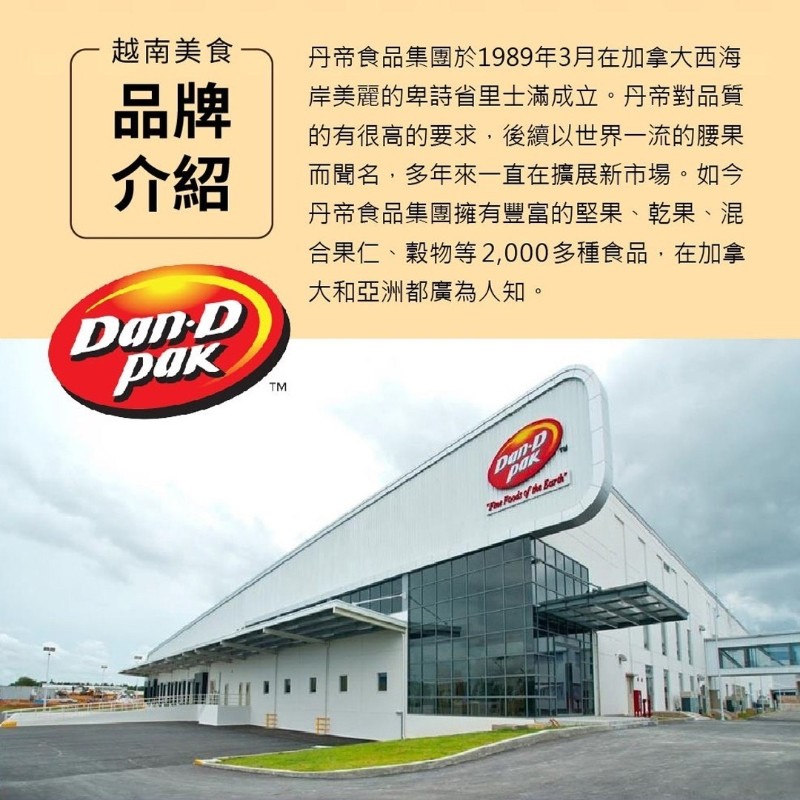 越南美食
品牌
介紹
丹帝食品集團於1989年3月在加拿大西海
岸美麗的卑詩省里士滿成立。丹帝對品質
的有很高的要求，後續以世界一流的腰果
而聞名，多年來一直在擴展新市場。如今
丹帝食品集團擁有豐富的堅果、乾果、混
合果仁、穀物等2,000多種食品，在加拿
大和亞洲都廣為人知。
Dan·D
pak
TM
Dan·D
pak
TM
"Fine Foods of the Earth"